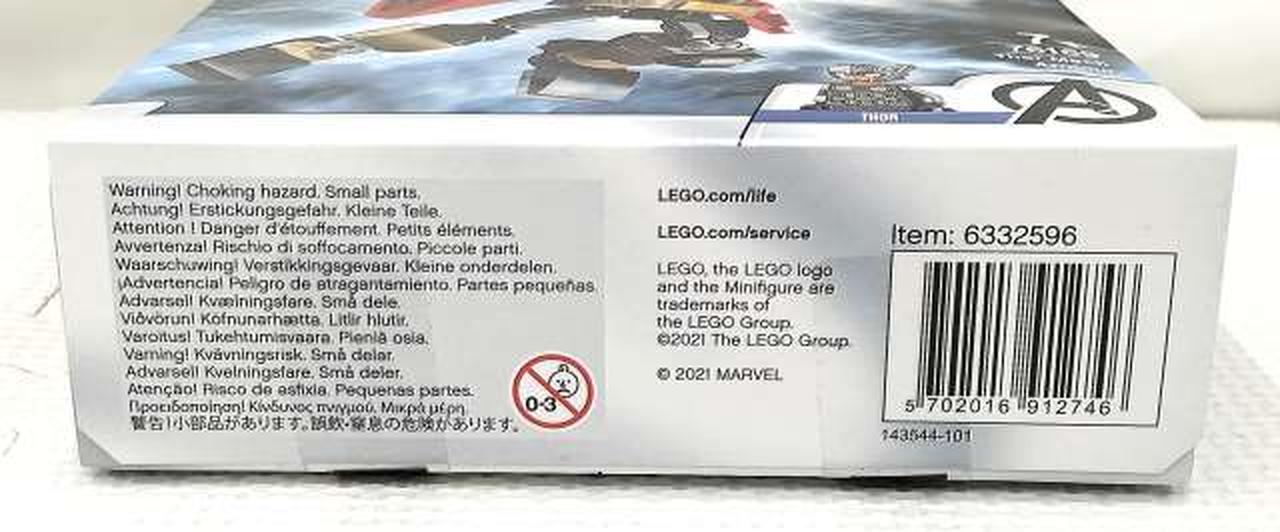 THOR
Warning! Choking hazard. Small parts.
Achtung! Erstickungsgefahr. Kleine Teile.
Attention ! Danger d'étouffement. Petits éléments.
Avvertenza! Rischio di soffocamento. Piccole parti.
Waarschuwing! Verstikkingsgevaar. Kleine onderdelen.
¡Advertencia! Peligro de atragantamiento. Partes pequeñas.
Advarsel! Kvælningsfare. Små dele.
Viðvörun! Köfnunarhætta. Litlir hlutir.
Varoitus! Tukehtumisvaara. Pieniä osia.
Varning! Kvävningsrisk. Små delar.
Advarsel! Kvelningsfare. Små deler.
Atenção! Risco de asfixia. Pequenas partes.
Προειδοποίηση! Κίνδυνος πνιγμού. Μικρά μέρη.
警告!小部品があります。誤飲・窒息の危険があります。
0-3
LEGO.com/life
LEGO.com/service
LEGO, the LEGO logo
and the Minifigure are
trademarks of
the LEGO Group.
©2021 The LEGO Group.
© 2021 MARVEL
Item: 6332596
5 702016 912746
143544-101